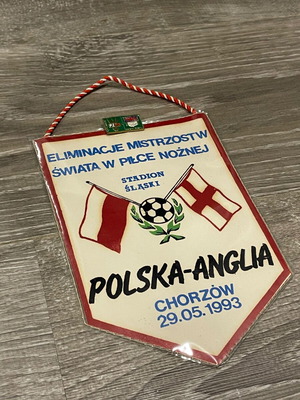 ELIMINACJE MISTRZOSTW
ŚWIATA W PIŁCE NOŻNEJ
STADION
ŚLĄSKI
POLSKA-ANGLIA
CHORZÓW
29.05.1993